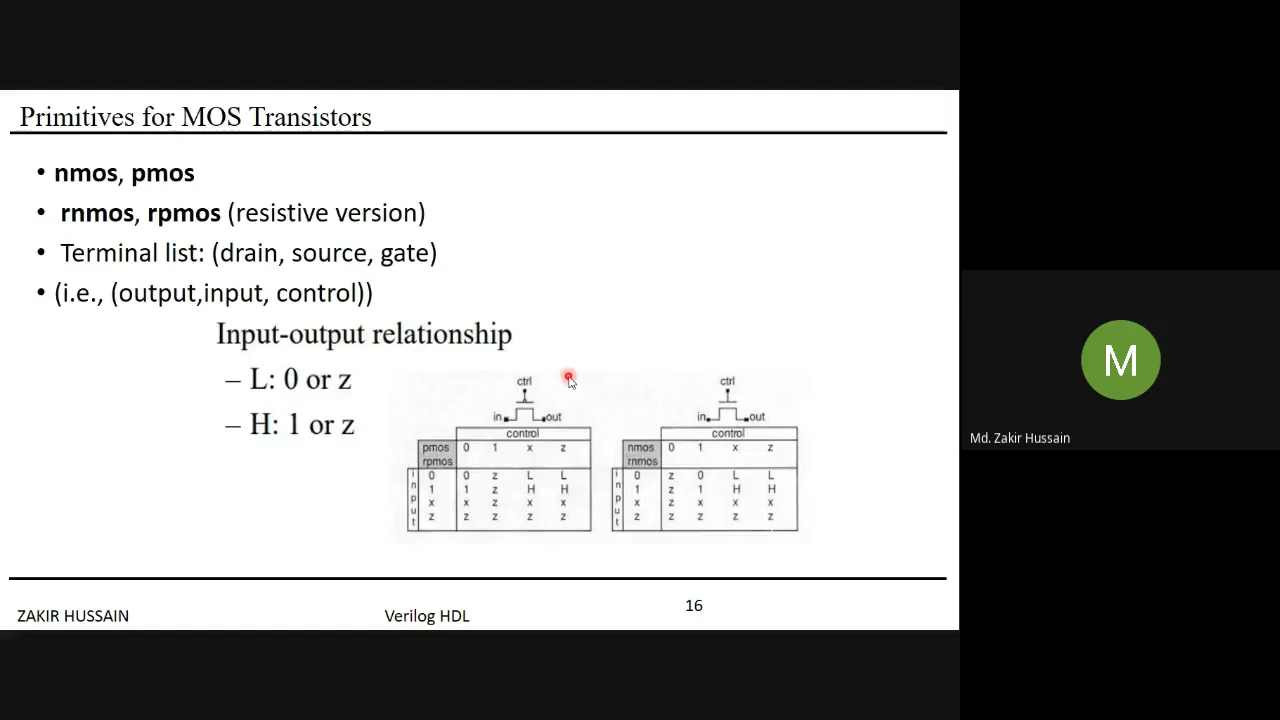 Primitives for MOS Transistors
• nmos, pmos
• rnmos, rpmos (resistive version)
• Terminal list: (drain, source, gate)
• (i.e., (output,input, control))
Input-output relationship
– L: 0 or z
– H: 1 or z
ctrl
in out
control
pmos 0 1 x z
rpmos
input
0 0 z L L
1 1 z H H
x x z x x
z z z z z
ctrl
in out
control
nmos 0 1 x z
rnmos
input
0 z 0 L L
1 z 1 H H
x z x x x
z z z z z
ZAKIR HUSSAIN
Verilog HDL
16
M
Md. Zakir Hussain